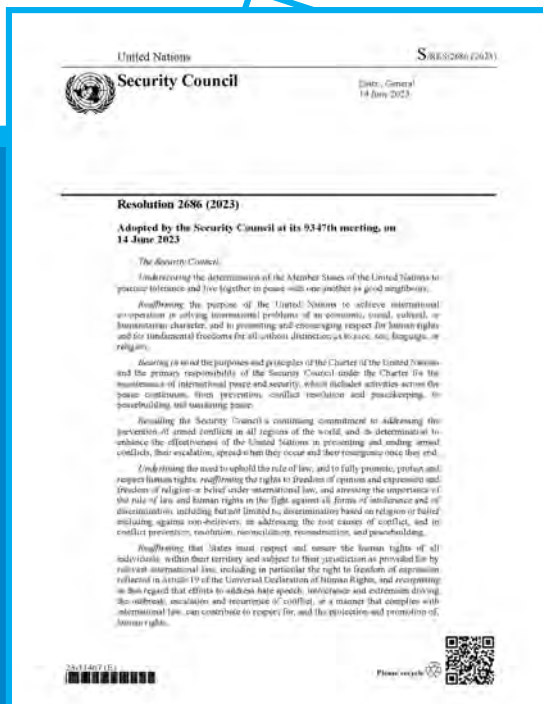 United Nations
S/RES/2686 (2023)
Security Council
Distr.: General
14 June 2023
Resolution 2686 (2023)
Adopted by the Security Council at its 9347th meeting, on
14 June 2023
The Security Council,
Underscoring the determination of the Member States of the United Nations to
practice tolerance and live together in peace with one another as good neighbours,
Reaffirming the purpose of the United Nations to achieve international
co-operation in solving international problems of an economic, social, cultural, or
humanitarian character, and in promoting and encouraging respect for human rights
and for fundamental freedoms for all without distinction as to race, sex, language, or
religion,
Bearing in mind the purposes and principles of the Charter of the United Nations
and the primary responsibility of the Security Council under the Charter for the
maintenance of international peace and security, which includes activities across the
peace continuum, from prevention, conflict resolution and peacekeeping, to
peacebuilding and sustaining peace,
Recalling the Security Council's continuing commitment to addressing the
prevention of armed conflicts in all regions of the world, and its determination to
enhance the effectiveness of the United Nations in preventing and ending armed
conflicts, their escalation, spread when they occur and their resurgence once they end,
Underlining the need to uphold the rule of law, and to fully promote, protect and
respect human rights, reaffirming the rights to freedom of opinion and expression and
freedom of religion or belief under international law, and stressing the importance of
the rule of law and human rights in the fight against all forms of intolerance and of
discrimination, including but not limited to, discrimination based on religion or belief
including against non-believers, in addressing the root causes of conflict, and in
conflict prevention, resolution, reconciliation, reconstruction, and peacebuilding,
Reaffirming that States must respect and ensure the human rights of all
individuals, within their territory and subject to their jurisdiction as provided for by
relevant international law, including in particular the right to freedom of expression
reflected in Article 19 of the Universal Declaration of Human Rights, and recognising
in this regard that efforts to address hate speech, intolerance and extremism driving
the outbreak, escalation and recurrence of conflict, in a manner that complies with
international law, can contribute to respect for, and the protection and promotion of,
human rights,
23-11467 (E)
Please recycle